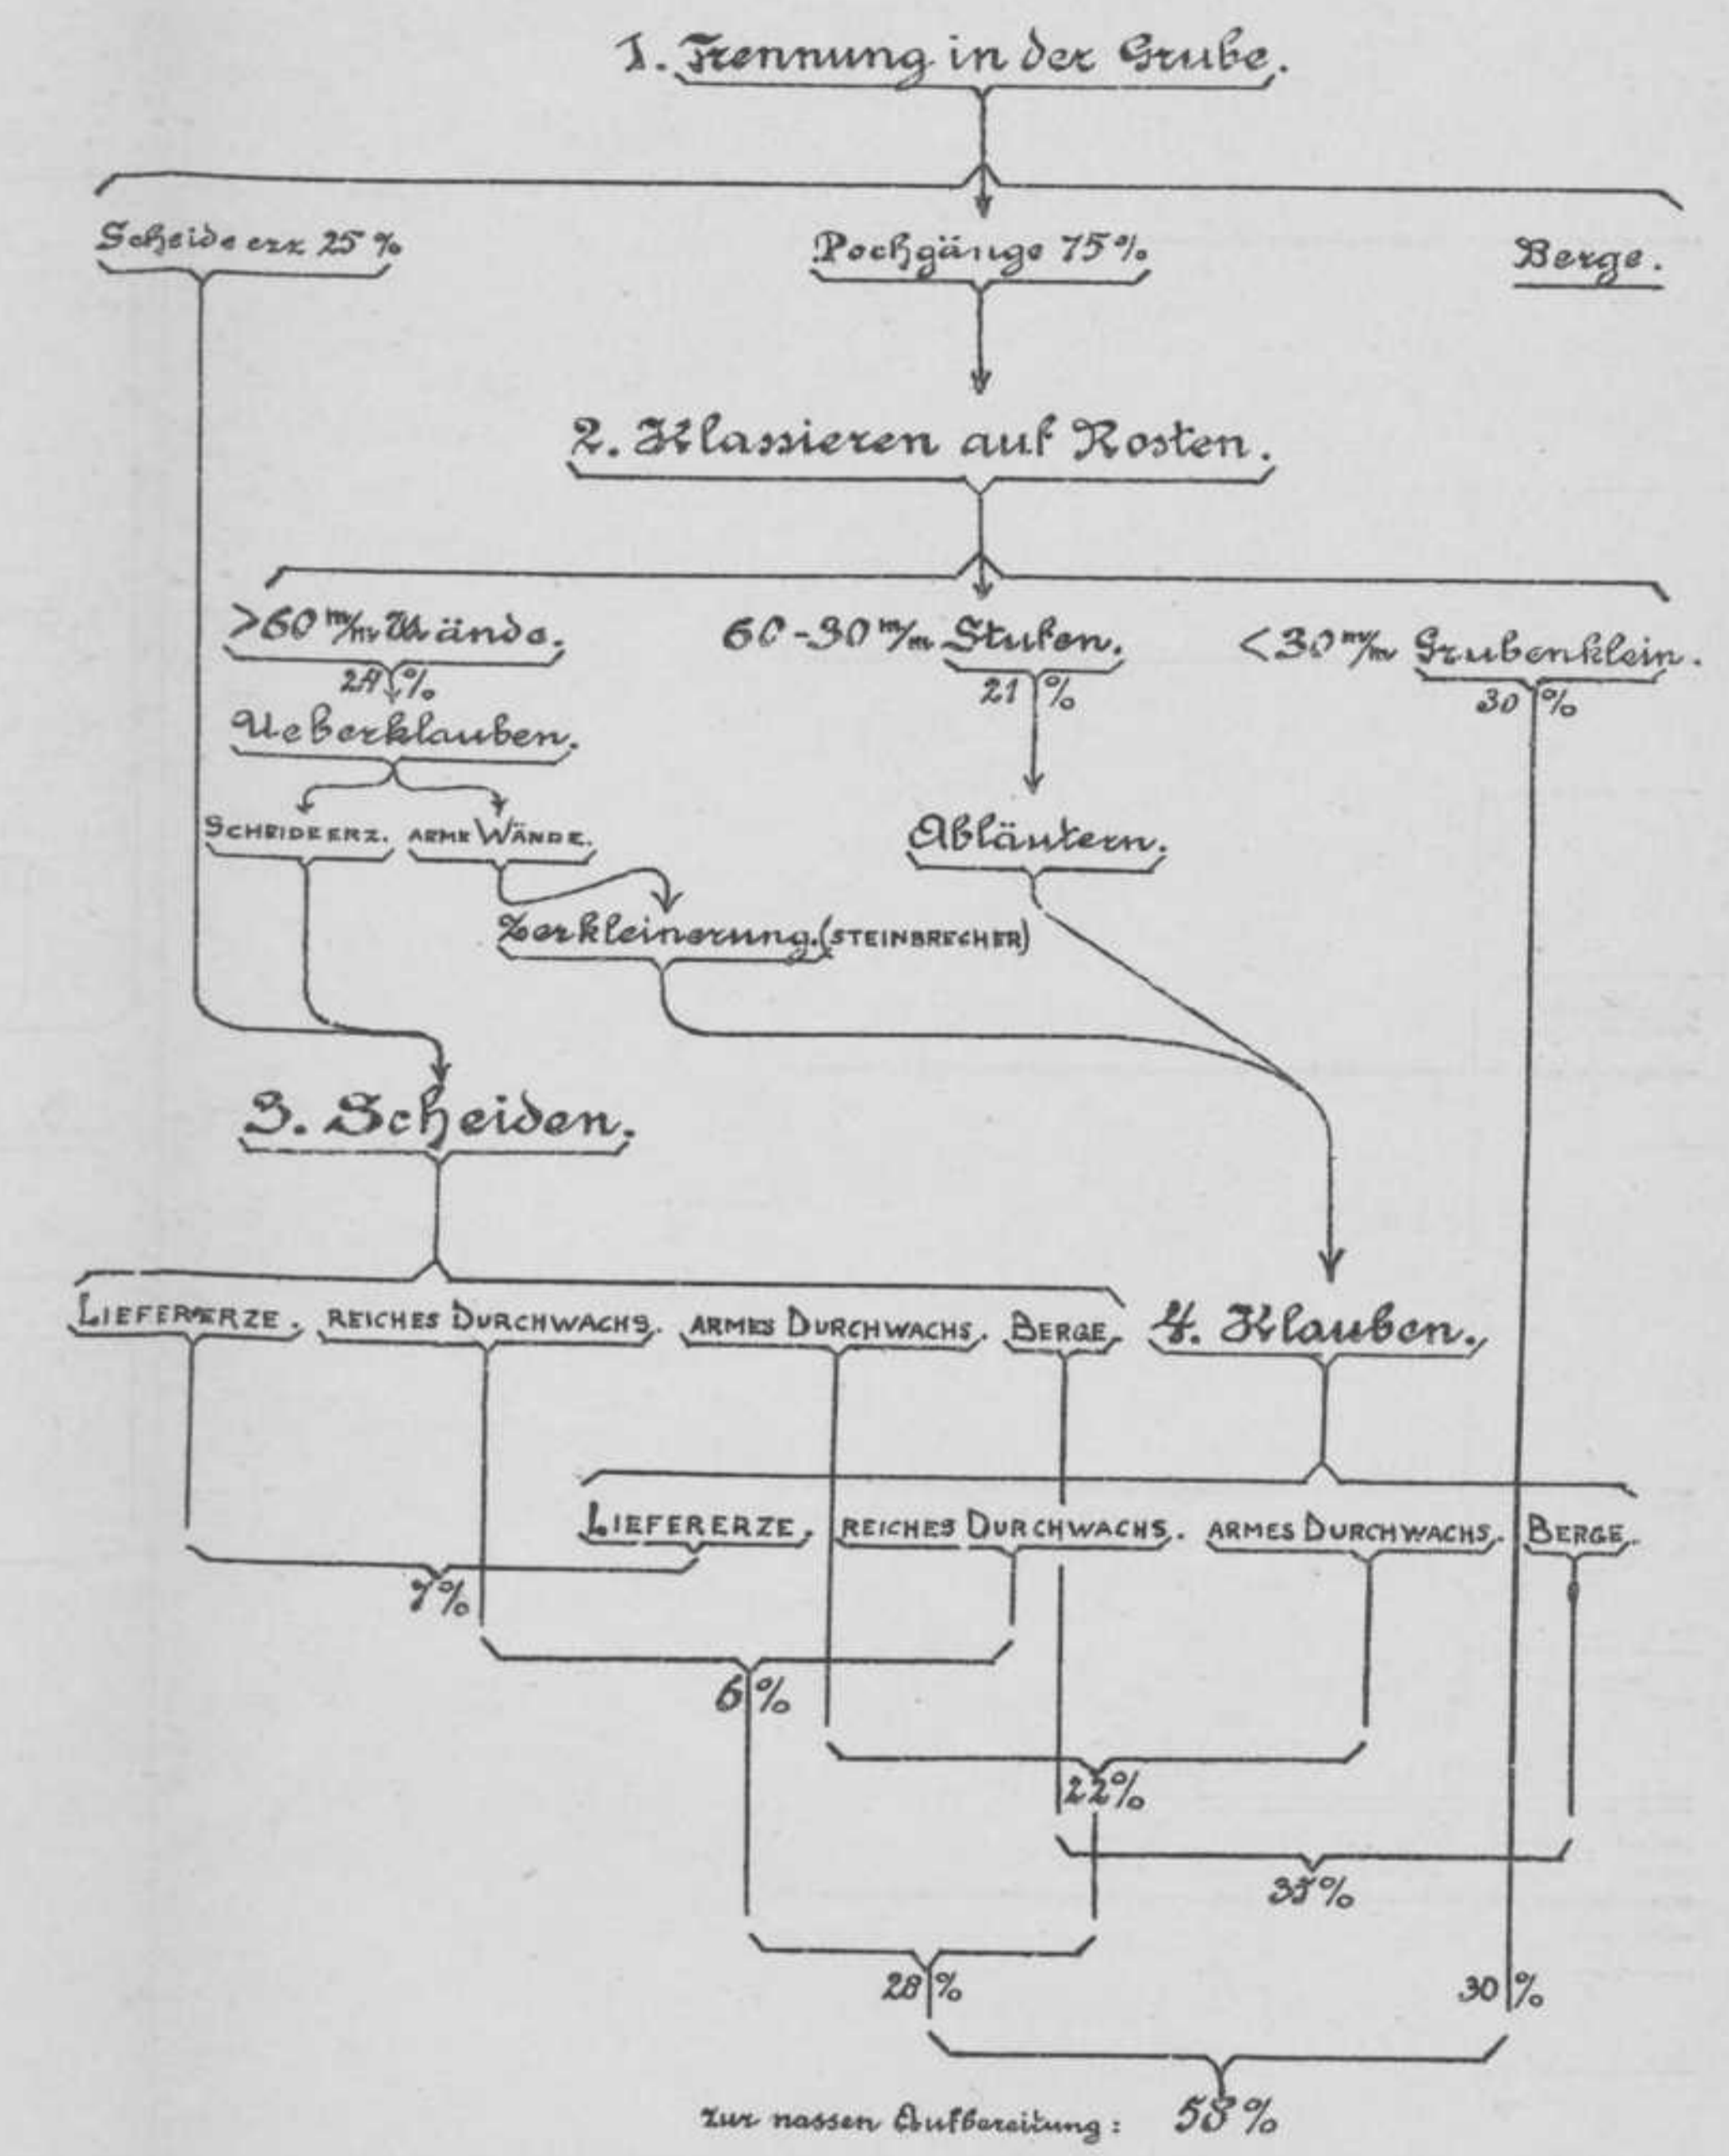 1. Trennung in der Grube.
Scheideerz 25%
Pochgänge 75%
Berge.
2. Klassieren auf Rosten.
>60 m/m Wände.
60-30 m/m Stufen.
<30 m/m Grubenklein.
24%
21%
30%
Ueberklauben.
SCHEIDEERZ.
ARME WÄNDE.
Abläutern.
Zerkleinerung. (STEINBRECHER)
3. Scheiden.
LIEFERERZE.
REICHES DURCHWACHS.
ARMES DURCHWACHS.
BERGE.
4. Klauben.
LIEFERERZE.
REICHES DURCHWACHS.
ARMES DURCHWACHS.
BERGE.
7%
6%
22%
35%
28%
30%
zur nassen Aufbereitung: 58%